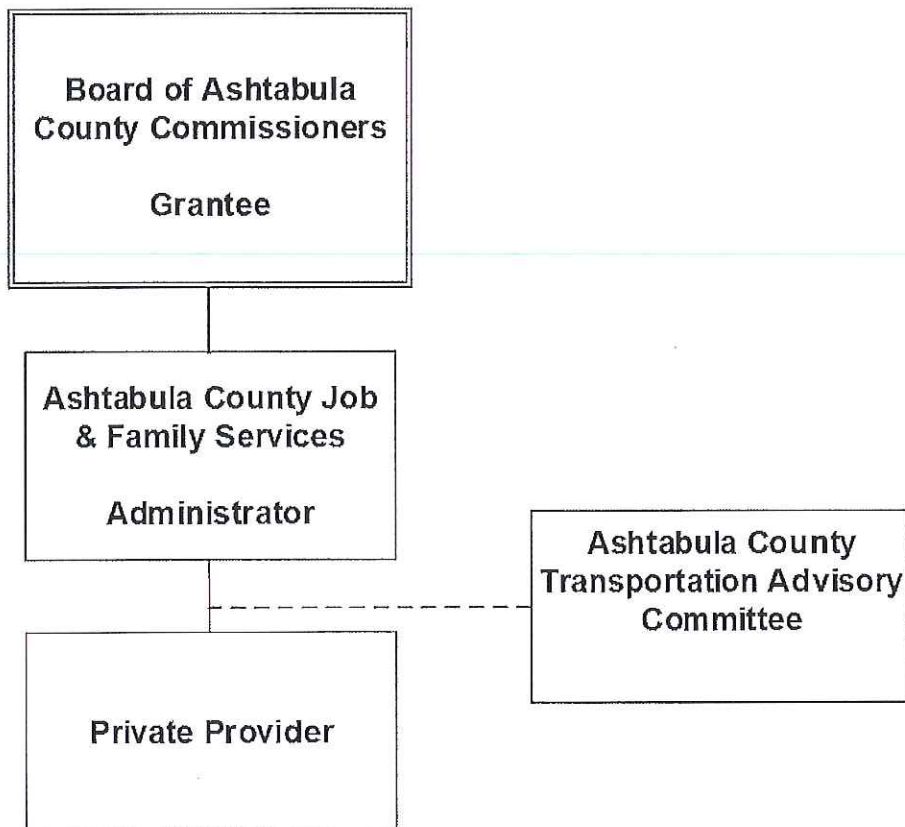 Board of Ashtabula
County Commissioners
Grantee
Ashtabula County Job
& Family Services
Administrator
Ashtabula County
Transportation Advisory
Committee
Private Provider